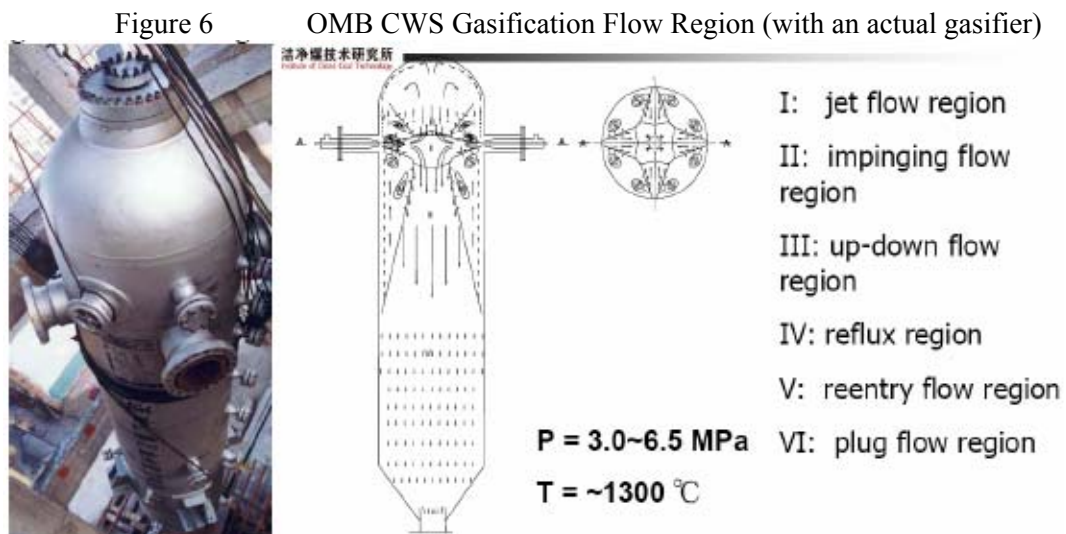 Figure 6 OMB CWS Gasification Flow Region (with an actual gasifier)
洁净煤技术研究所
Institute of Clean Coal Technology
A A A A
I: jet flow region
II: impinging flow
region
III: up-down flow
region
IV: reflux region
V: reentry flow region
VI: plug flow region
P = 3.0~6.5 MPa
T = ~1300 ℃